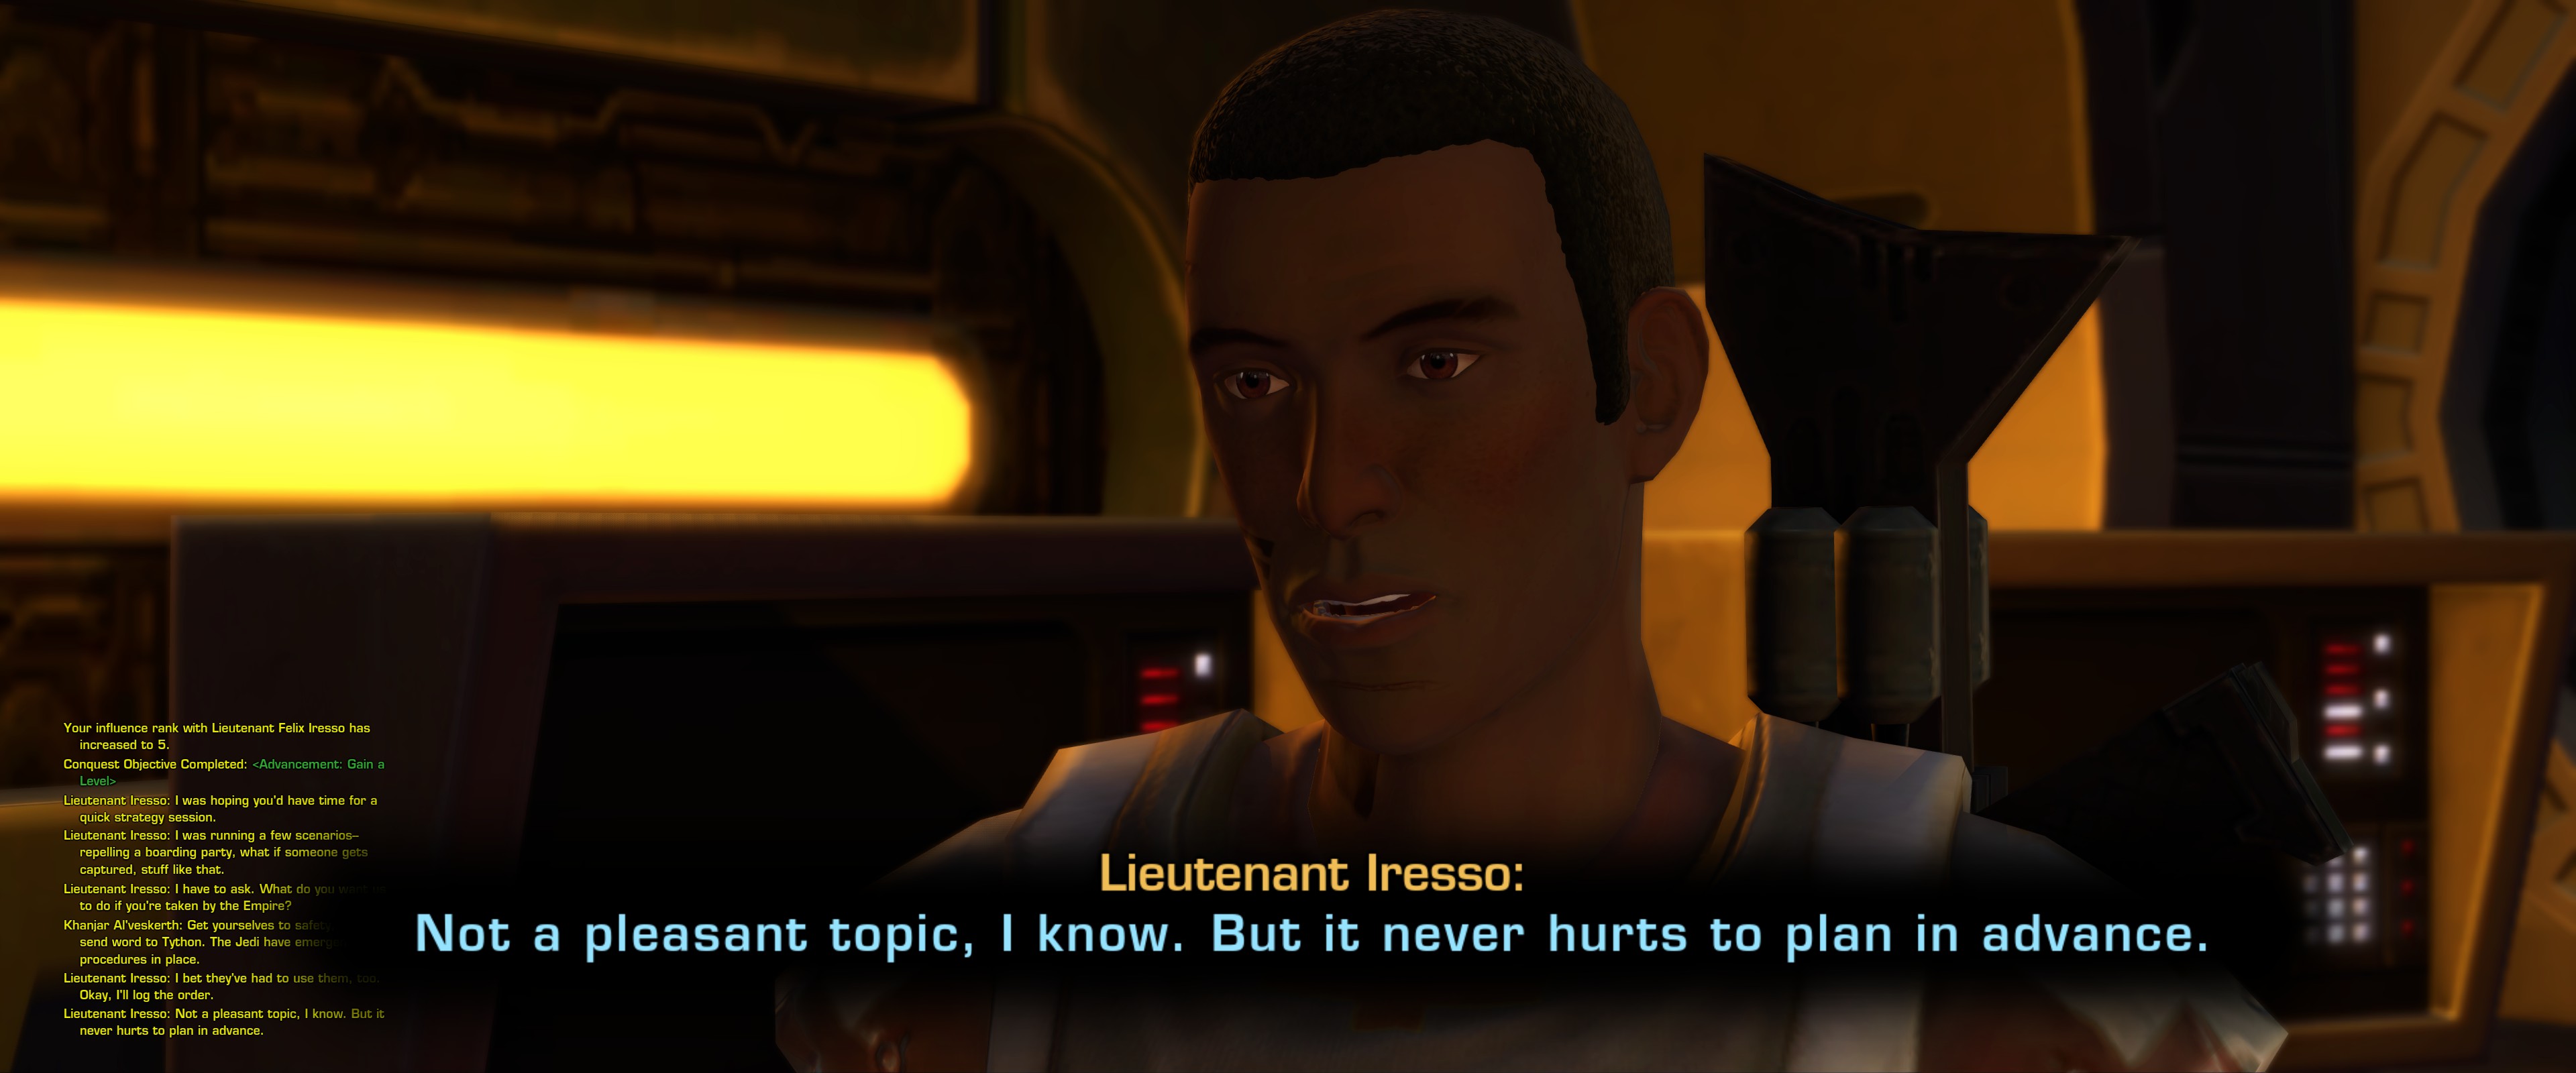 Your influence rank with Lieutenant Felix Iresso has
increased to 5.
Conquest Objective Completed: <Advancement: Gain a
Level>
Lieutenant Iresso: I was hoping you'd have time for a
quick strategy session.
Lieutenant Iresso: I was running a few scenarios–
repelling a boarding party, what if someone gets
captured, stuff like that.
Lieutenant Iresso: I have to ask. What do you want us
to do if you're taken by the Empire?
Khanjar Al'veskerth: Get yourselves to safety
send word to Tython. The Jedi have
procedures in place.
Lieutenant Iresso: I bet they've had to use them, too.
Okay, I'll log the order.
Lieutenant Iresso: Not a pleasant topic, I know. But it
never hurts to plan in advance.
Lieutenant Iresso:
Not a pleasant topic, I know. But it never hurts to plan in advance.